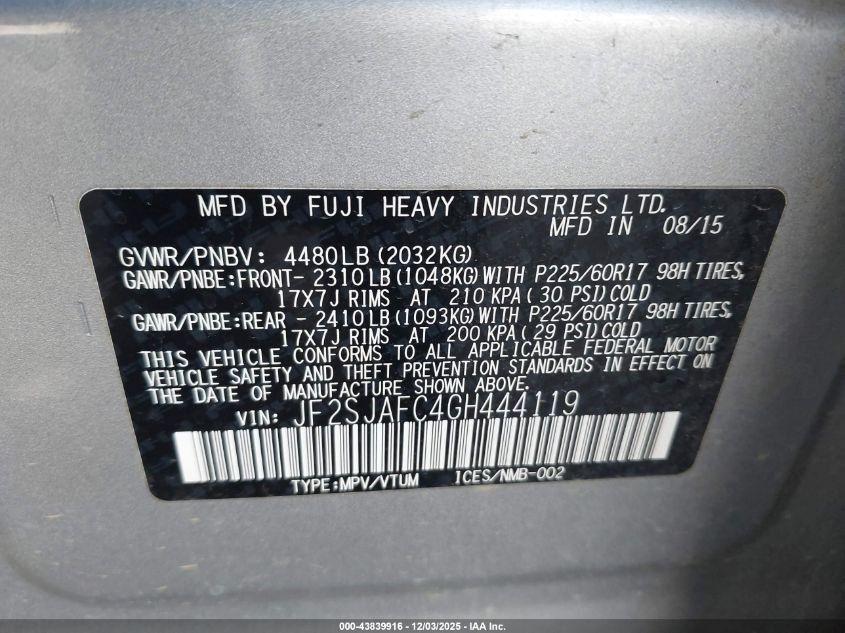 MFD BY FUJI HEAVY INDUSTRIES LTD.
MFD IN 08/15
GVWR/PNBV: 4480LB(2032KG)
GAWR/PNBE:FRONT- 2310LB(1048KG)WITH P225/60R17 98H TIRES,
17X7J RIMS AT 210 KPA( 30 PSI)COLD
GAWR/PNBE:REAR - 2410LB(1093KG)WITH P225/60R17 98H TIRES,
17X7J RIMS AT 200 KPA( 29 PSI)COLD
THIS VEHICLE CONFORMS TO ALL APPLICABLE FEDERAL MOTOR
VEHICLE SAFETY AND THEFT PREVENTION STANDARDS IN EFFECT ON
THE DATE OF MANUFACTURE SHOWN ABOVE.
VIN: JF2SJAFC4GH444119
TYPE:MPV/VTUM ICES/NMB-002
000-43839916 - 12/03/2025 - IAA Inc.